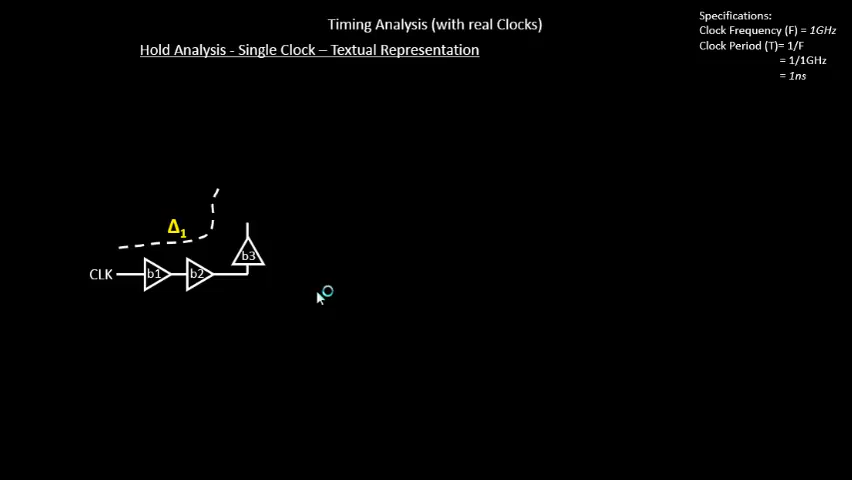 Timing Analysis (with real Clocks)
Hold Analysis - Single Clock – Textual Representation
Specifications:
Clock Frequency (F) = 1GHz
Clock Period (T)= 1/F
= 1/1GHz
= 1ns
Δ1
b3
CLK b1 b2